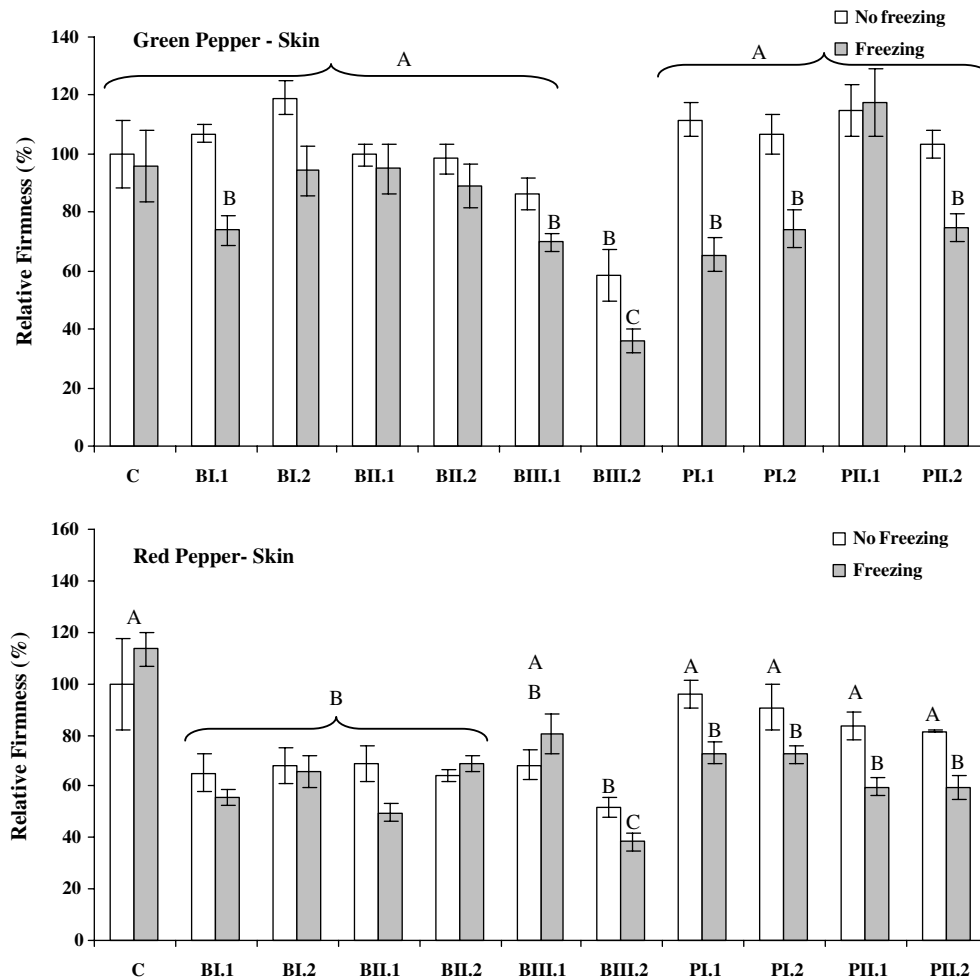 No freezing
Freezing
Green Pepper - Skin
Relative Firmness (%)
140
120
100
80
60
40
20
0
A
A
B
B
B
C
B
B
B
C
BI.1
BI.2
BII.1
BII.2
BIII.1
BIII.2
PI.1
PI.2
PII.1
PII.2
No Freezing
Freezing
Red Pepper- Skin
Relative Firmness (%)
160
140
120
100
80
60
40
20
0
A
B
A
B
B
C
A
B
A
B
A
B
A
B
C
BI.1
BI.2
BII.1
BII.2
BIII.1
BIII.2
PI.1
PI.2
PII.1
PII.2